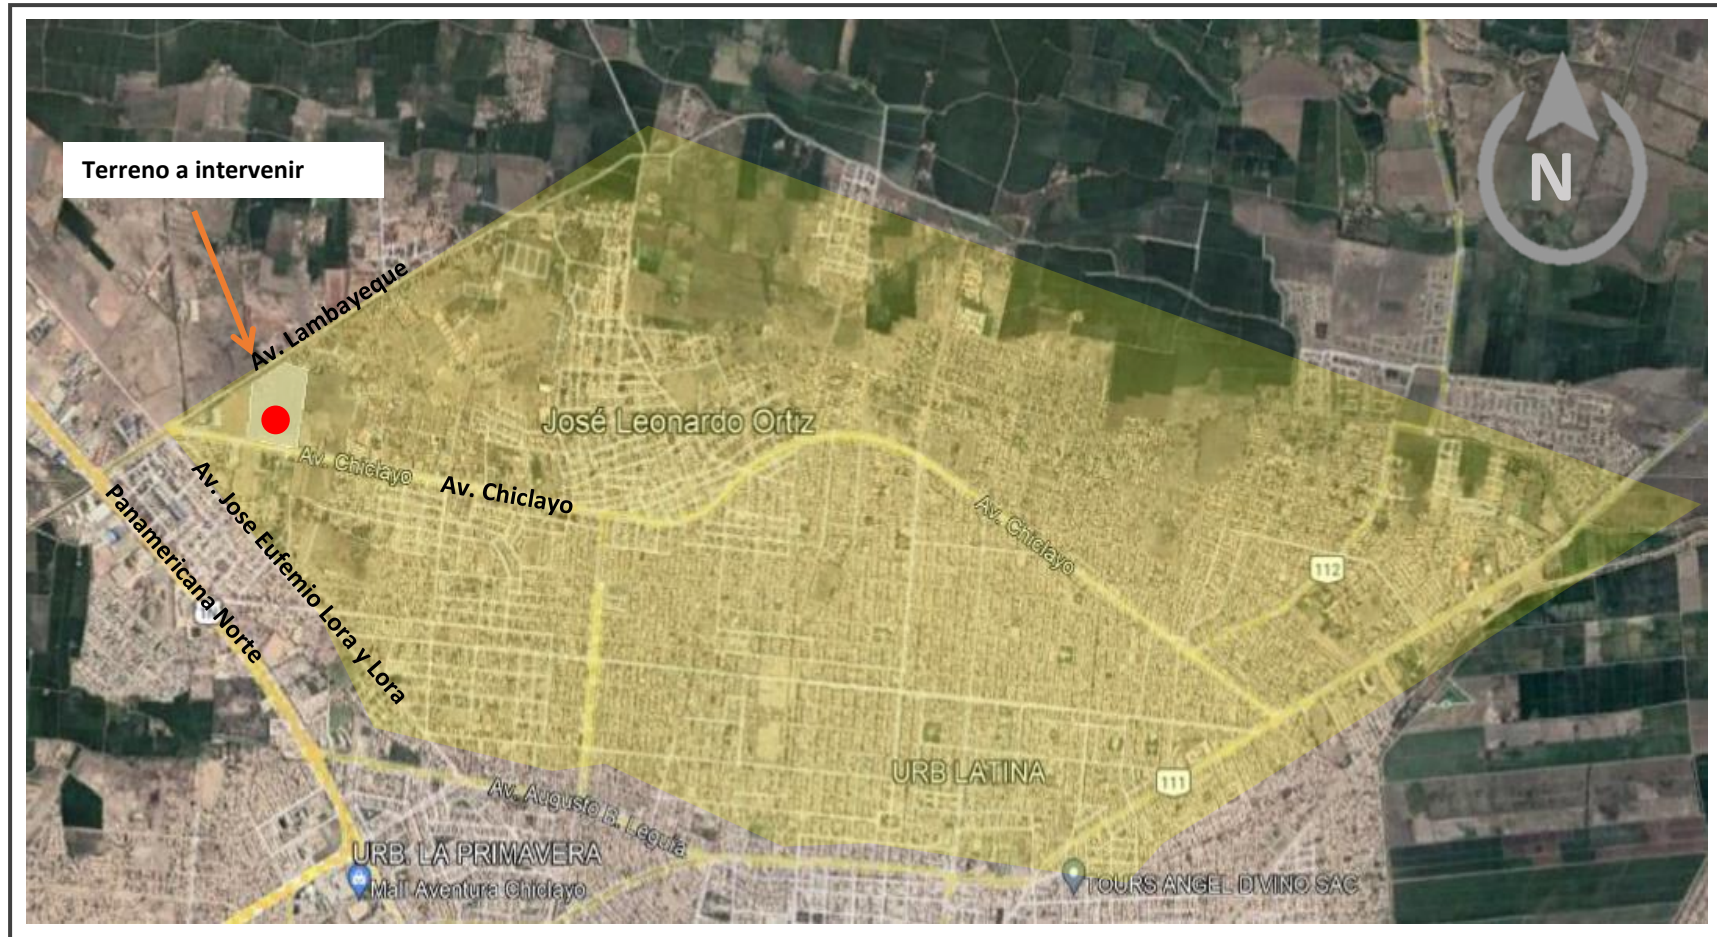 N
Terreno a intervenir
Av. Lambayeque
José Leonardo Ortiz
Av. Chiclayo
Av. Chiclayo
Av. Chiclayo
Av. Jose Eufemio Lora y Lora
Panamericana Norte
112
111
URB LATINA
Av. Augusto B. Leguía
URB. LA PRIMAVERA
Mall Aventura Chiclayo
TOURS ANGEL DIVINO SAC